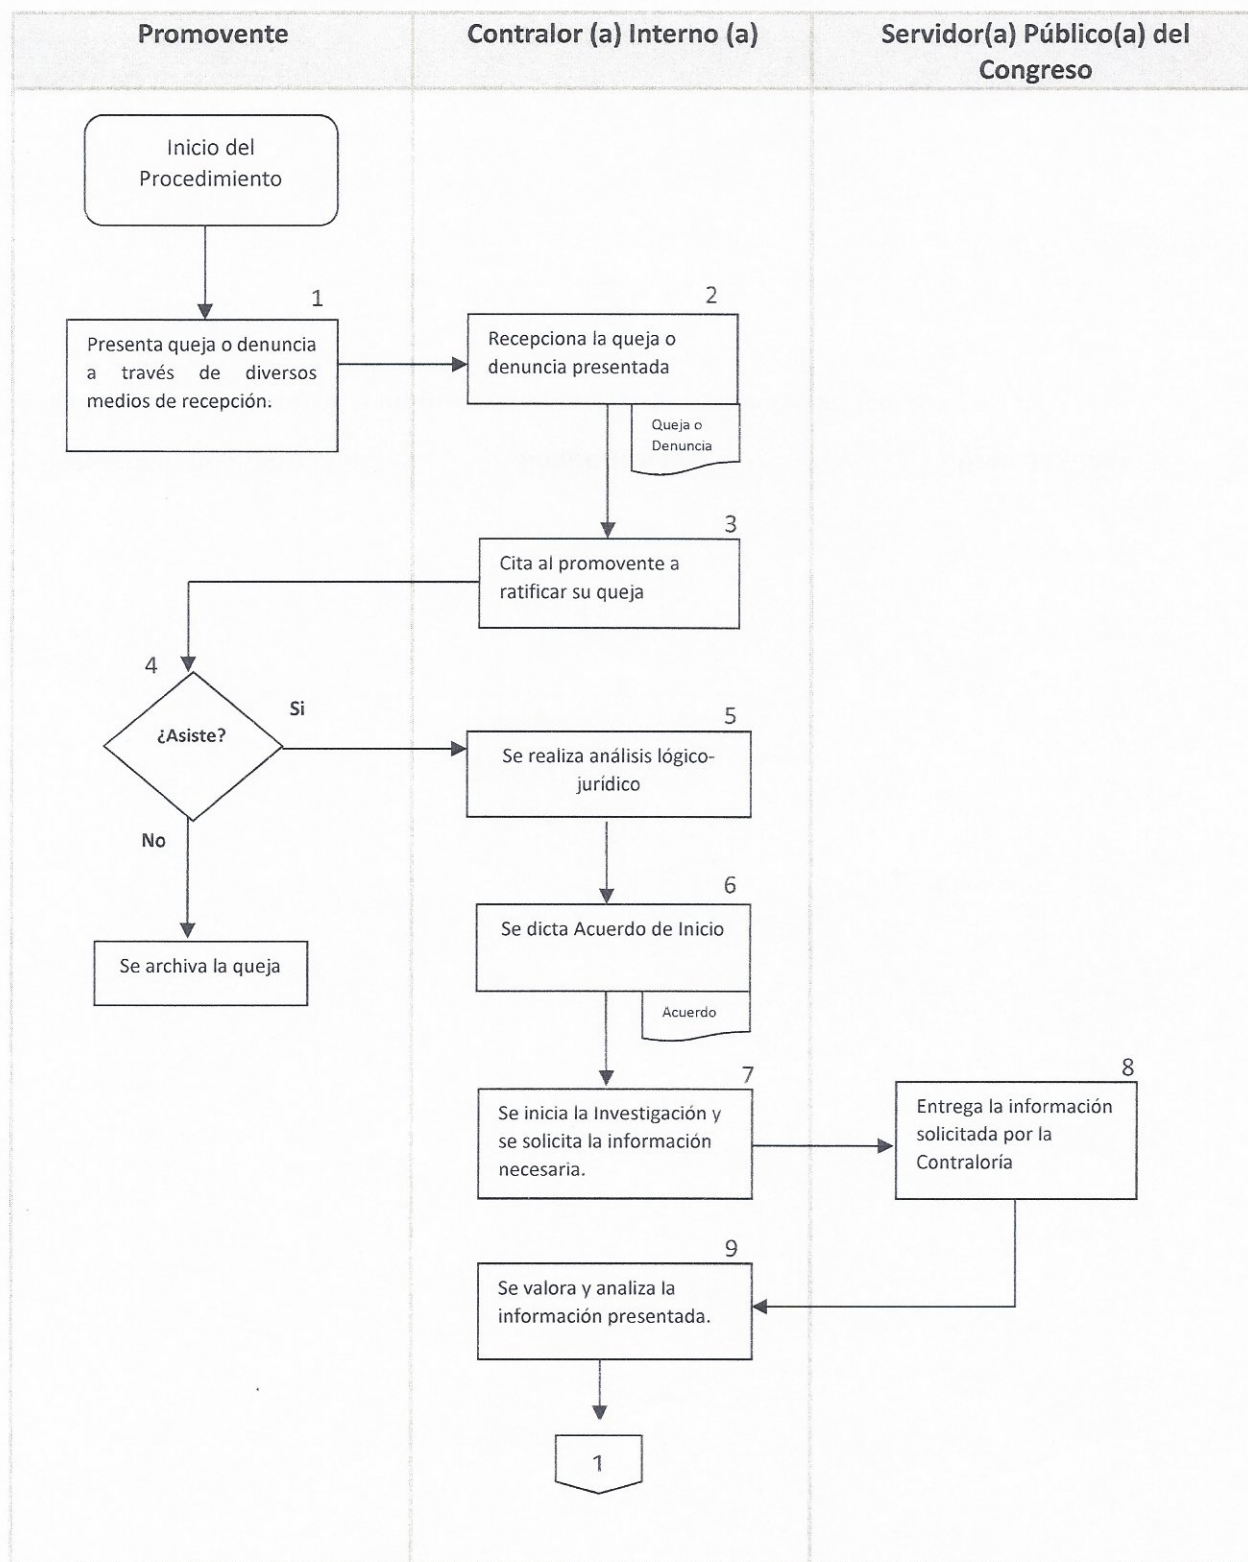 Promovente
Contralor (a) Interno (a)
Servidor(a) Público(a) del
Congreso
Inicio del
Procedimiento
1
Presenta queja o denuncia
a través de diversos
medios de recepción.
2
Recepciona la queja o
denuncia presentada
Queja o
Denuncia
3
Cita al promovente a
ratificar su queja
4
¿Asiste?
Si
No
Se archiva la queja
5
Se realiza análisis lógico-
jurídico
6
Se dicta Acuerdo de Inicio
Acuerdo
7
Se inicia la Investigación y
se solicita la información
necesaria.
8
Entrega la información
solicitada por la
Contraloría
9
Se valora y analiza la
información presentada.
1